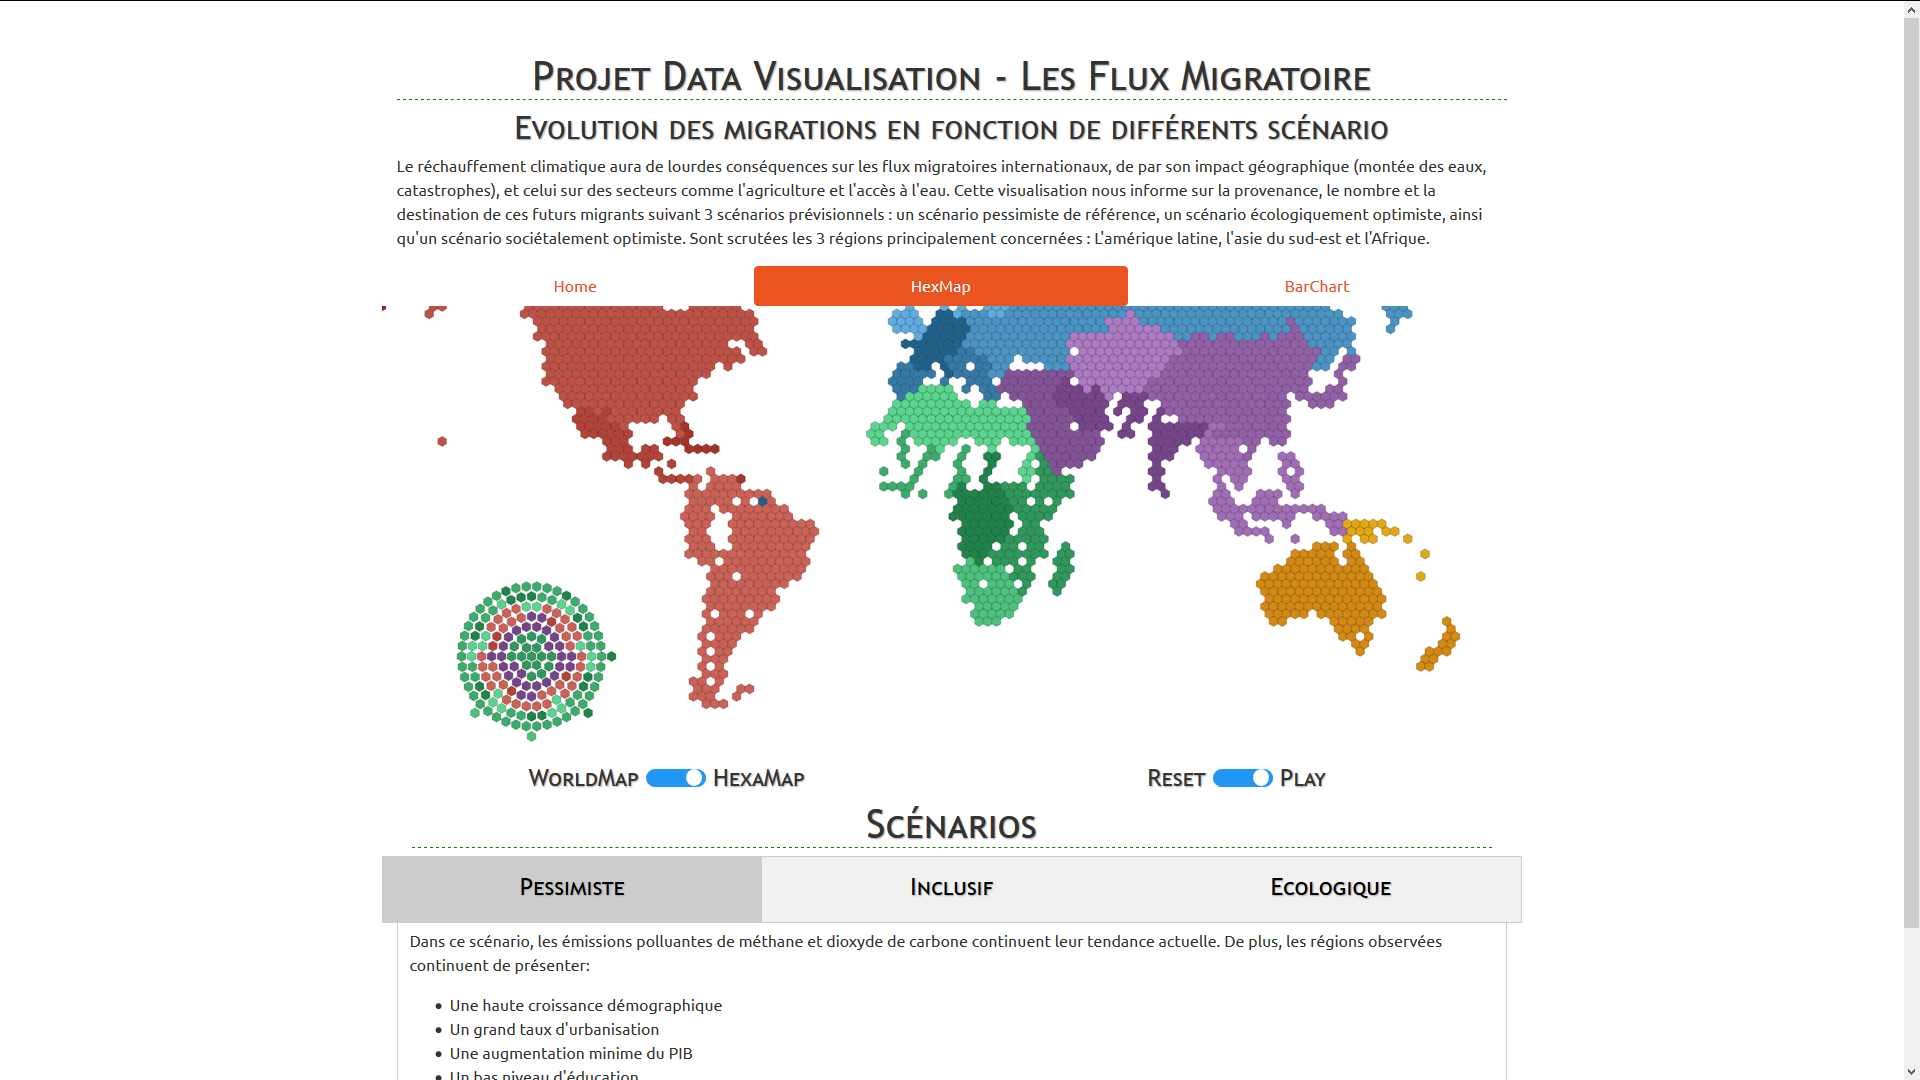 Projet Data Visualisation - Les Flux Migratoire
Evolution des migrations en fonction de différents scénario
Le réchauffement climatique aura de lourdes conséquences sur les flux migratoires internationaux, de par son impact géographique (montée des eaux,
catastrophes), et celui sur des secteurs comme l'agriculture et l'accès à l'eau. Cette visualisation nous informe sur la provenance, le nombre et la
destination de ces futurs migrants suivant 3 scénarios prévisionnels : un scénario pessimiste de référence, un scénario écologiquement optimiste, ainsi
qu'un scénario sociétalement optimiste. Sont scrutées les 3 régions principalement concernées : L'amérique latine, l'asie du sud-est et l'Afrique.
Home HexMap BarChart
WorldMap HexaMap Reset Play
Scénarios
Pessimiste Inclusif Ecologique
Dans ce scénario, les émissions polluantes de méthane et dioxyde de carbone continuent leur tendance actuelle. De plus, les régions observées
continuent de présenter:
Une haute croissance démographique
Un grand taux d'urbanisation
Une augmentation minime du PIB
Un bas niveau d'éducation